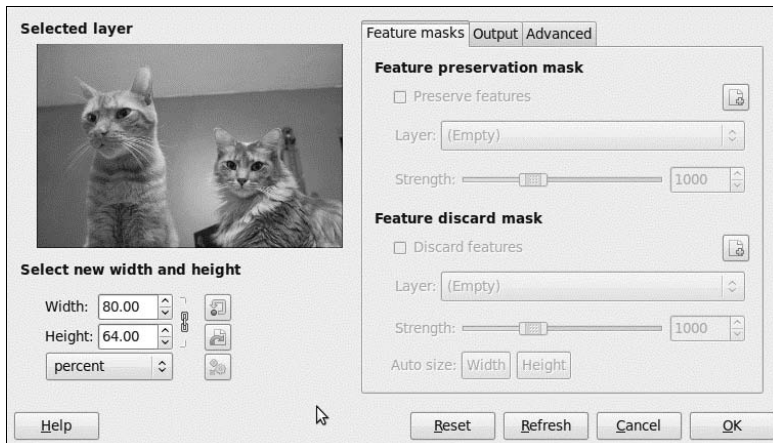 Selected layer
Feature masks Output Advanced
Feature preservation mask
Preserve features
Layer: (Empty)
Strength: 1000
Feature discard mask
Discard features
Layer: (Empty)
Strength: 1000
Auto size: Width Height
Select new width and height
Width: 80.00
Height: 64.00
percent
Help Reset Refresh Cancel OK